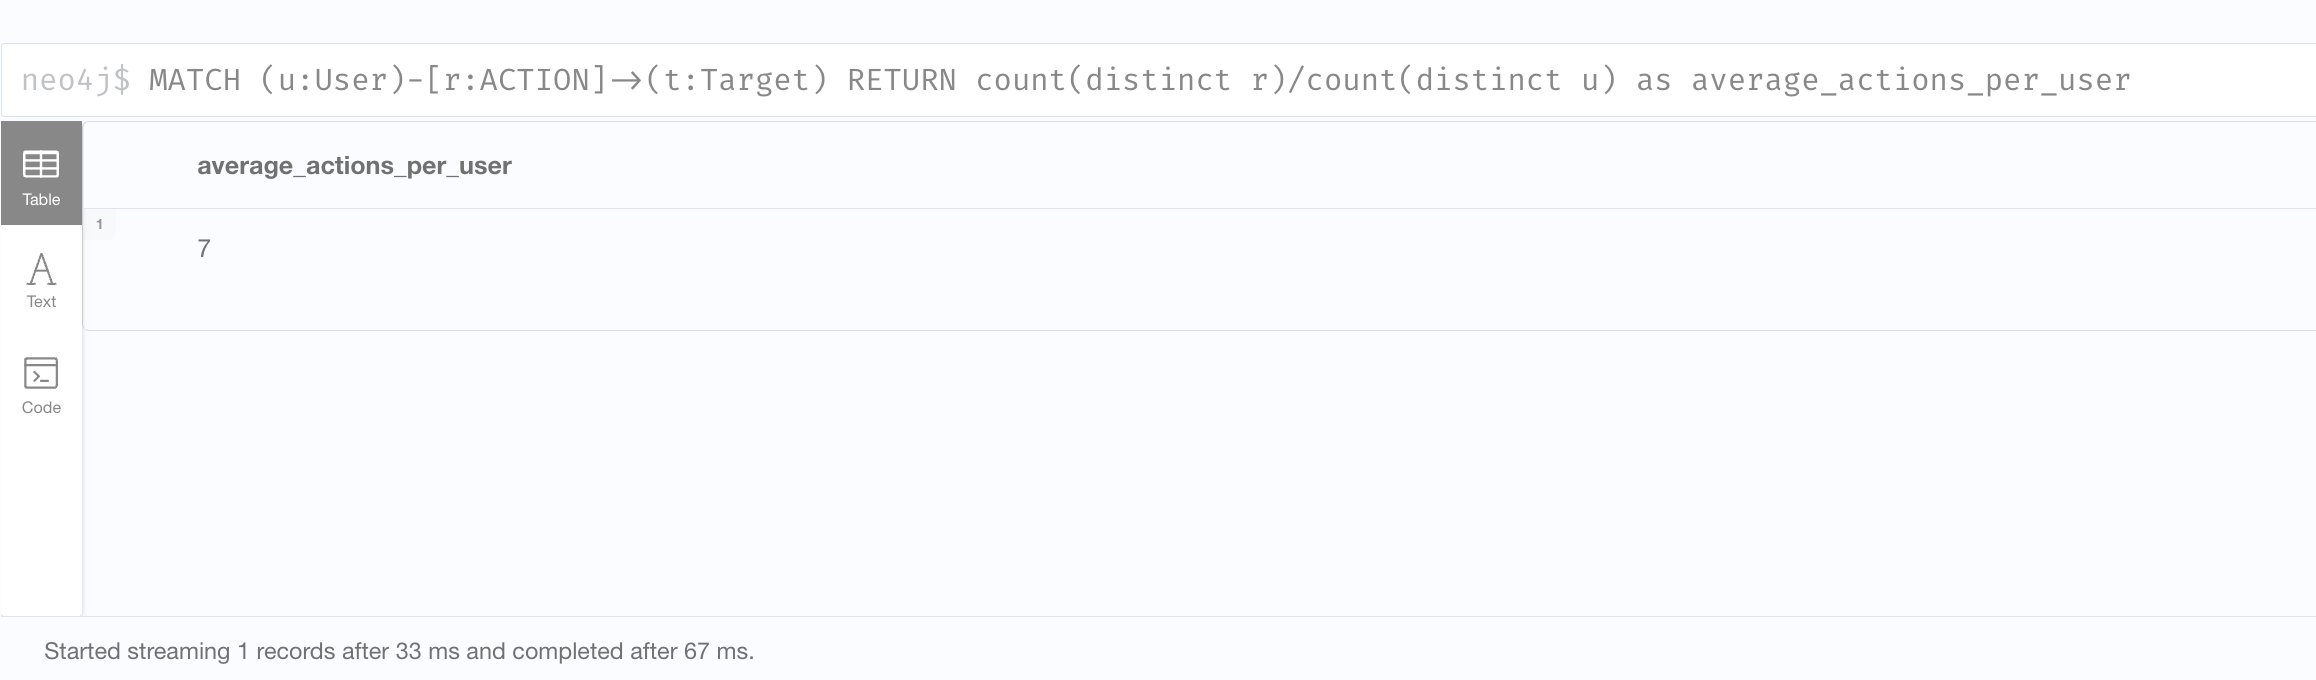 neo4j$ MATCH (u:User)-[r:ACTION]->(t:Target) RETURN count(distinct r)/count(distinct u) as average_actions_per_user
Table
average_actions_per_user
1
7
Text
Code
Started streaming 1 records after 33 ms and completed after 67 ms.